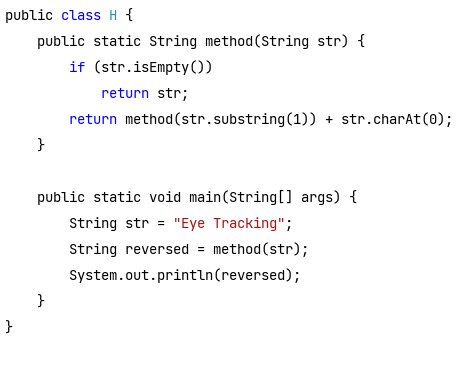 public class H {
    public static String method(String str) {
        if (str.isEmpty())
            return str;
        return method(str.substring(1)) + str.charAt(0);
    }

    public static void main(String[] args) {
        String str = "Eye Tracking";
        String reversed = method(str);
        System.out.println(reversed);
    }
}